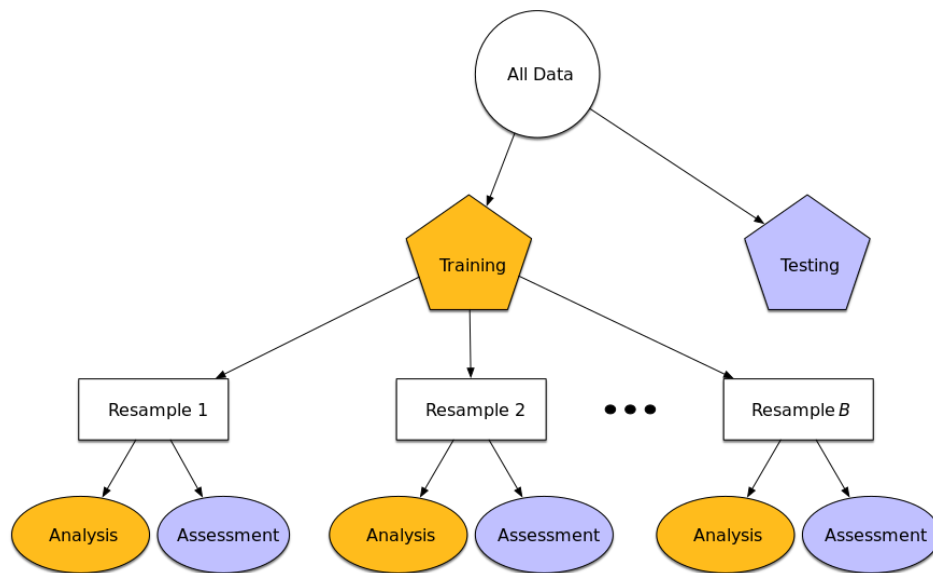 All Data
Training
Testing
Resample 1
Resample 2
Resample B
Analysis
Assessment
Analysis
Assessment
Analysis
Assessment